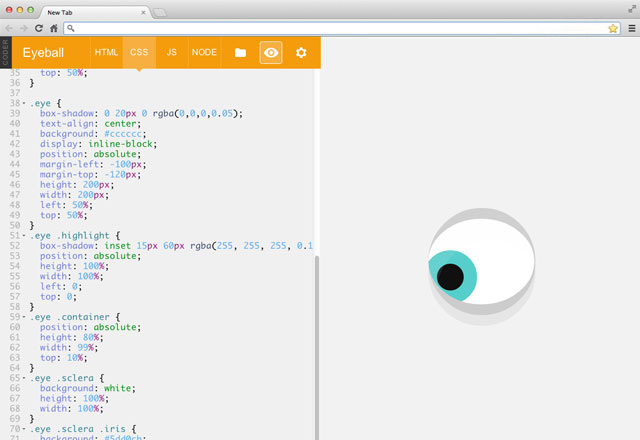 New Tab
CODER
Eyeball
HTML
CSS
JS
NODE
35 top: 50%;
36 }
37
38 .eye {
39 box-shadow: 0 20px 0 rgba(0,0,0,0.05);
40 text-align: center;
41 background: #cccccc;
42 display: inline-block;
43 position: absolute;
44 margin-left: -100px;
45 margin-top: -120px;
46 height: 200px;
47 width: 200px;
48 left: 50%;
49 top: 50%;
50 }
51 .eye .highlight {
52 box-shadow: inset 15px 60px rgba(255, 255, 255, 0.1
53 position: absolute;
54 height: 100%;
55 width: 100%;
56 left: 0;
57 top: 0;
58 }
59 .eye .container {
60 position: absolute;
61 height: 80%;
62 width: 99%;
63 top: 10%;
64 }
65 .eye .sclera {
66 background: white;
67 height: 100%;
68 width: 100%;
69 }
70 .eye .sclera .iris {
71 background: #5dd0cb;